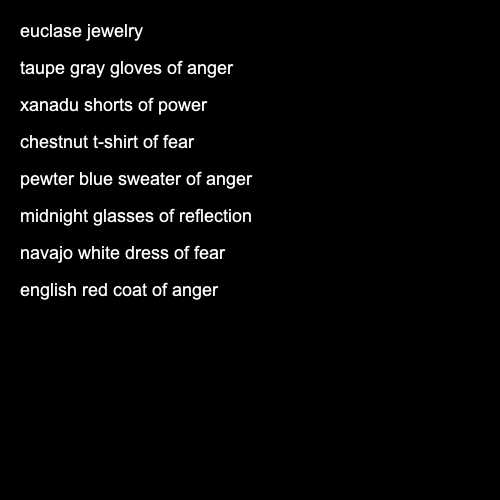 euclase jewelry
taupe gray gloves of anger
xanadu shorts of power
chestnut t-shirt of fear
pewter blue sweater of anger
midnight glasses of reflection
navajo white dress of fear
english red coat of anger